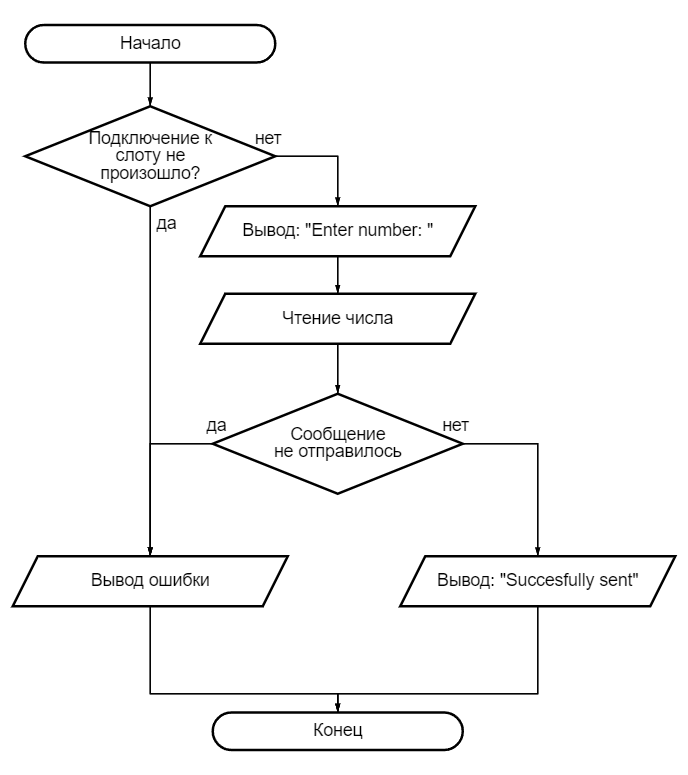 Начало
Подключение к
слоту не
произошло?
нет
да
Вывод: "Enter number: "
Чтение числа
да
Сообщение
не отправилось
нет
Вывод ошибки
Вывод: "Succesfully sent"
Конец